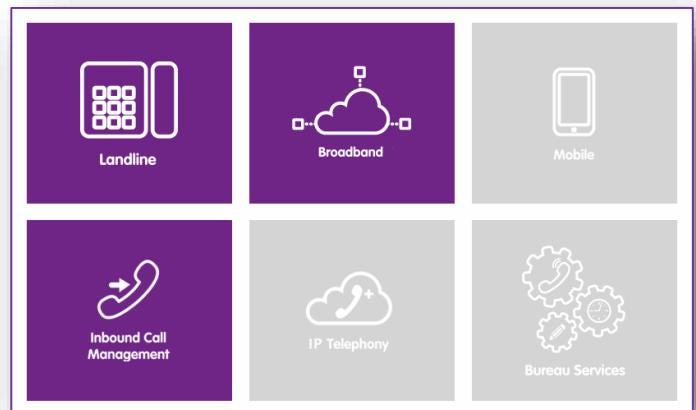 Landline
Broadband
Mobile
Inbound Call
Management
IP Telephony
Bureau Services